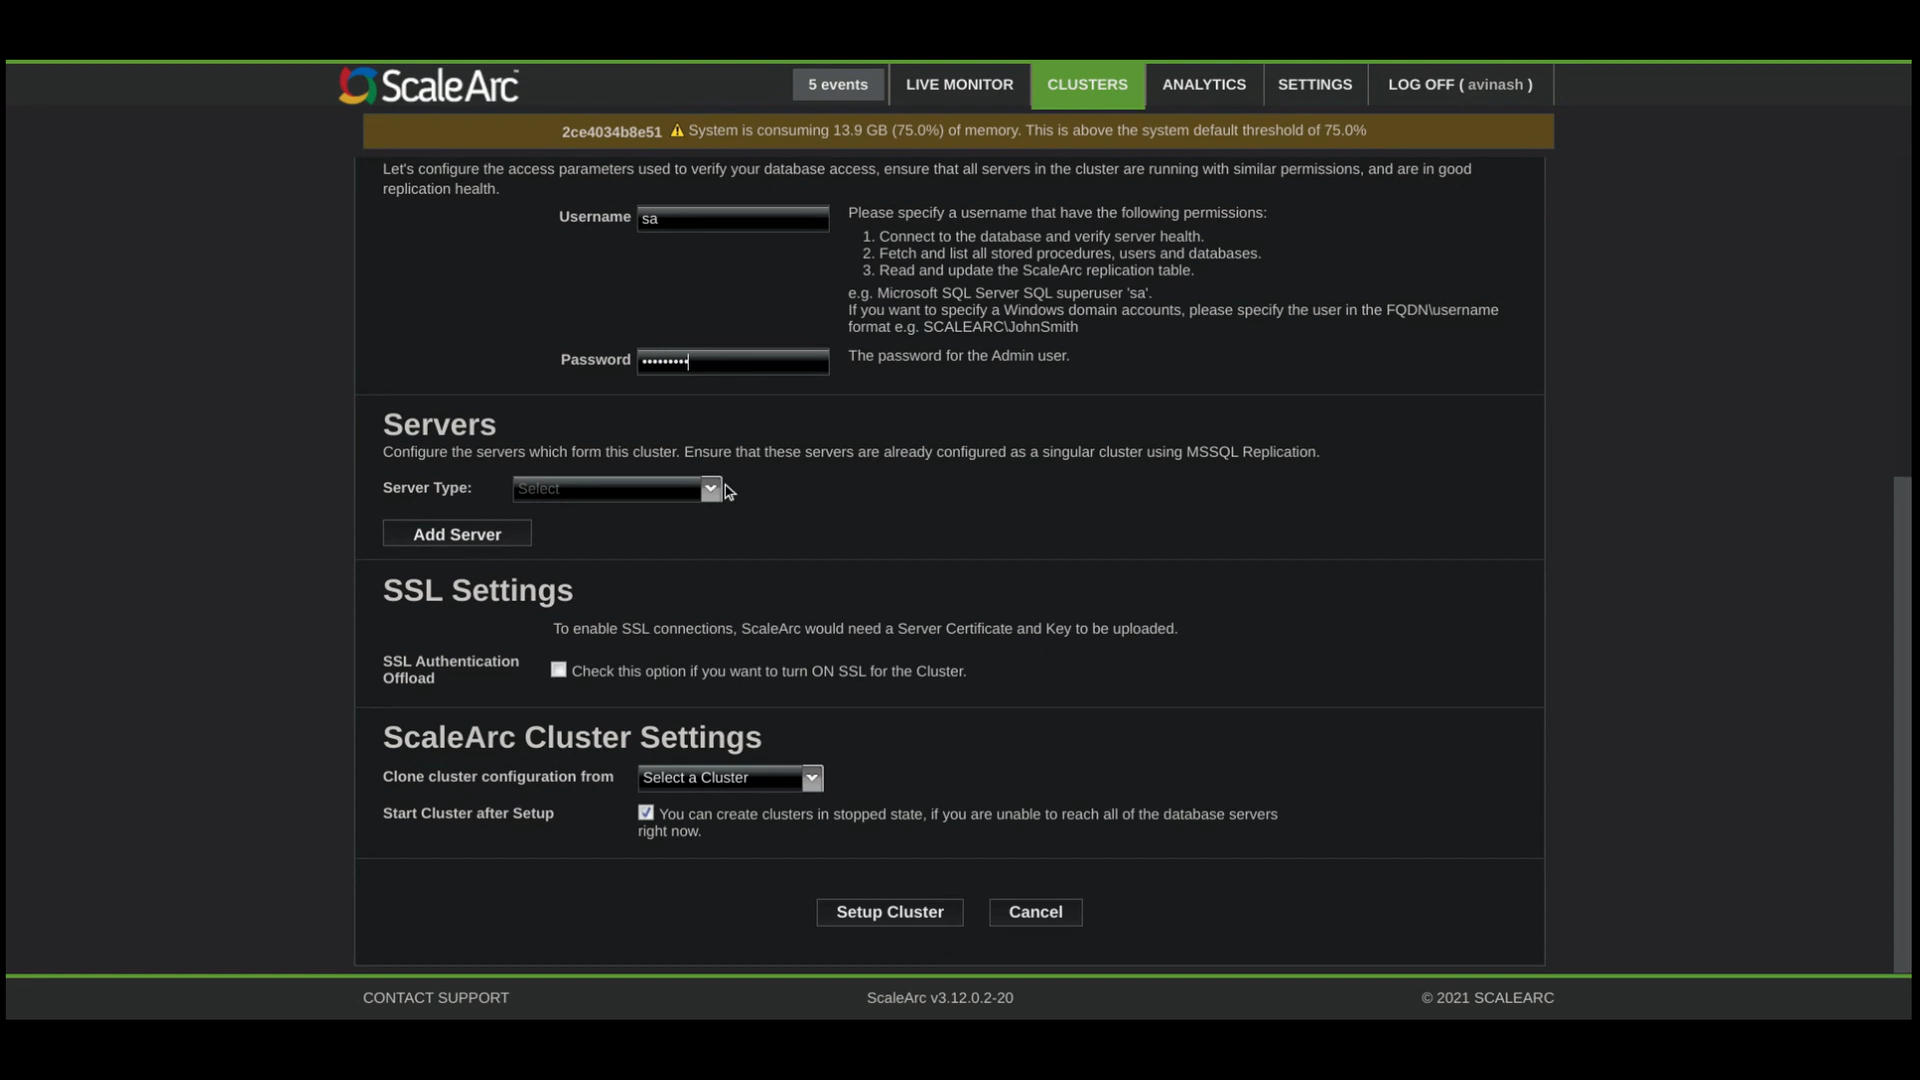 ScaleArc
5 events
LIVE MONITOR
CLUSTERS
ANALYTICS
SETTINGS
LOG OFF ( avinash )
2ce4034b8e51 System is consuming 13.9 GB (75.0%) of memory. This is above the system default threshold of 75.0%
Let's configure the access parameters used to verify your database access, ensure that all servers in the cluster are running with similar permissions, and are in good
replication health.
Username
sa
Please specify a username that have the following permissions:
1. Connect to the database and verify server health.
2. Fetch and list all stored procedures, users and databases.
3. Read and update the ScaleArc replication table.
e.g. Microsoft SQL Server SQL superuser 'sa'.
If you want to specify a Windows domain accounts, please specify the user in the FQDN\username
format e.g. SCALEARC\JohnSmith
Password
•••••••••
The password for the Admin user.
Servers
Configure the servers which form this cluster. Ensure that these servers are already configured as a singular cluster using MSSQL Replication.
Server Type:
Select
Add Server
SSL Settings
To enable SSL connections, ScaleArc would need a Server Certificate and Key to be uploaded.
SSL Authentication
Offload
Check this option if you want to turn ON SSL for the Cluster.
ScaleArc Cluster Settings
Clone cluster configuration from
Select a Cluster
Start Cluster after Setup
You can create clusters in stopped state, if you are unable to reach all of the database servers
right now.
Setup Cluster
Cancel
CONTACT SUPPORT
ScaleArc v3.12.0.2-20
© 2021 SCALEARC